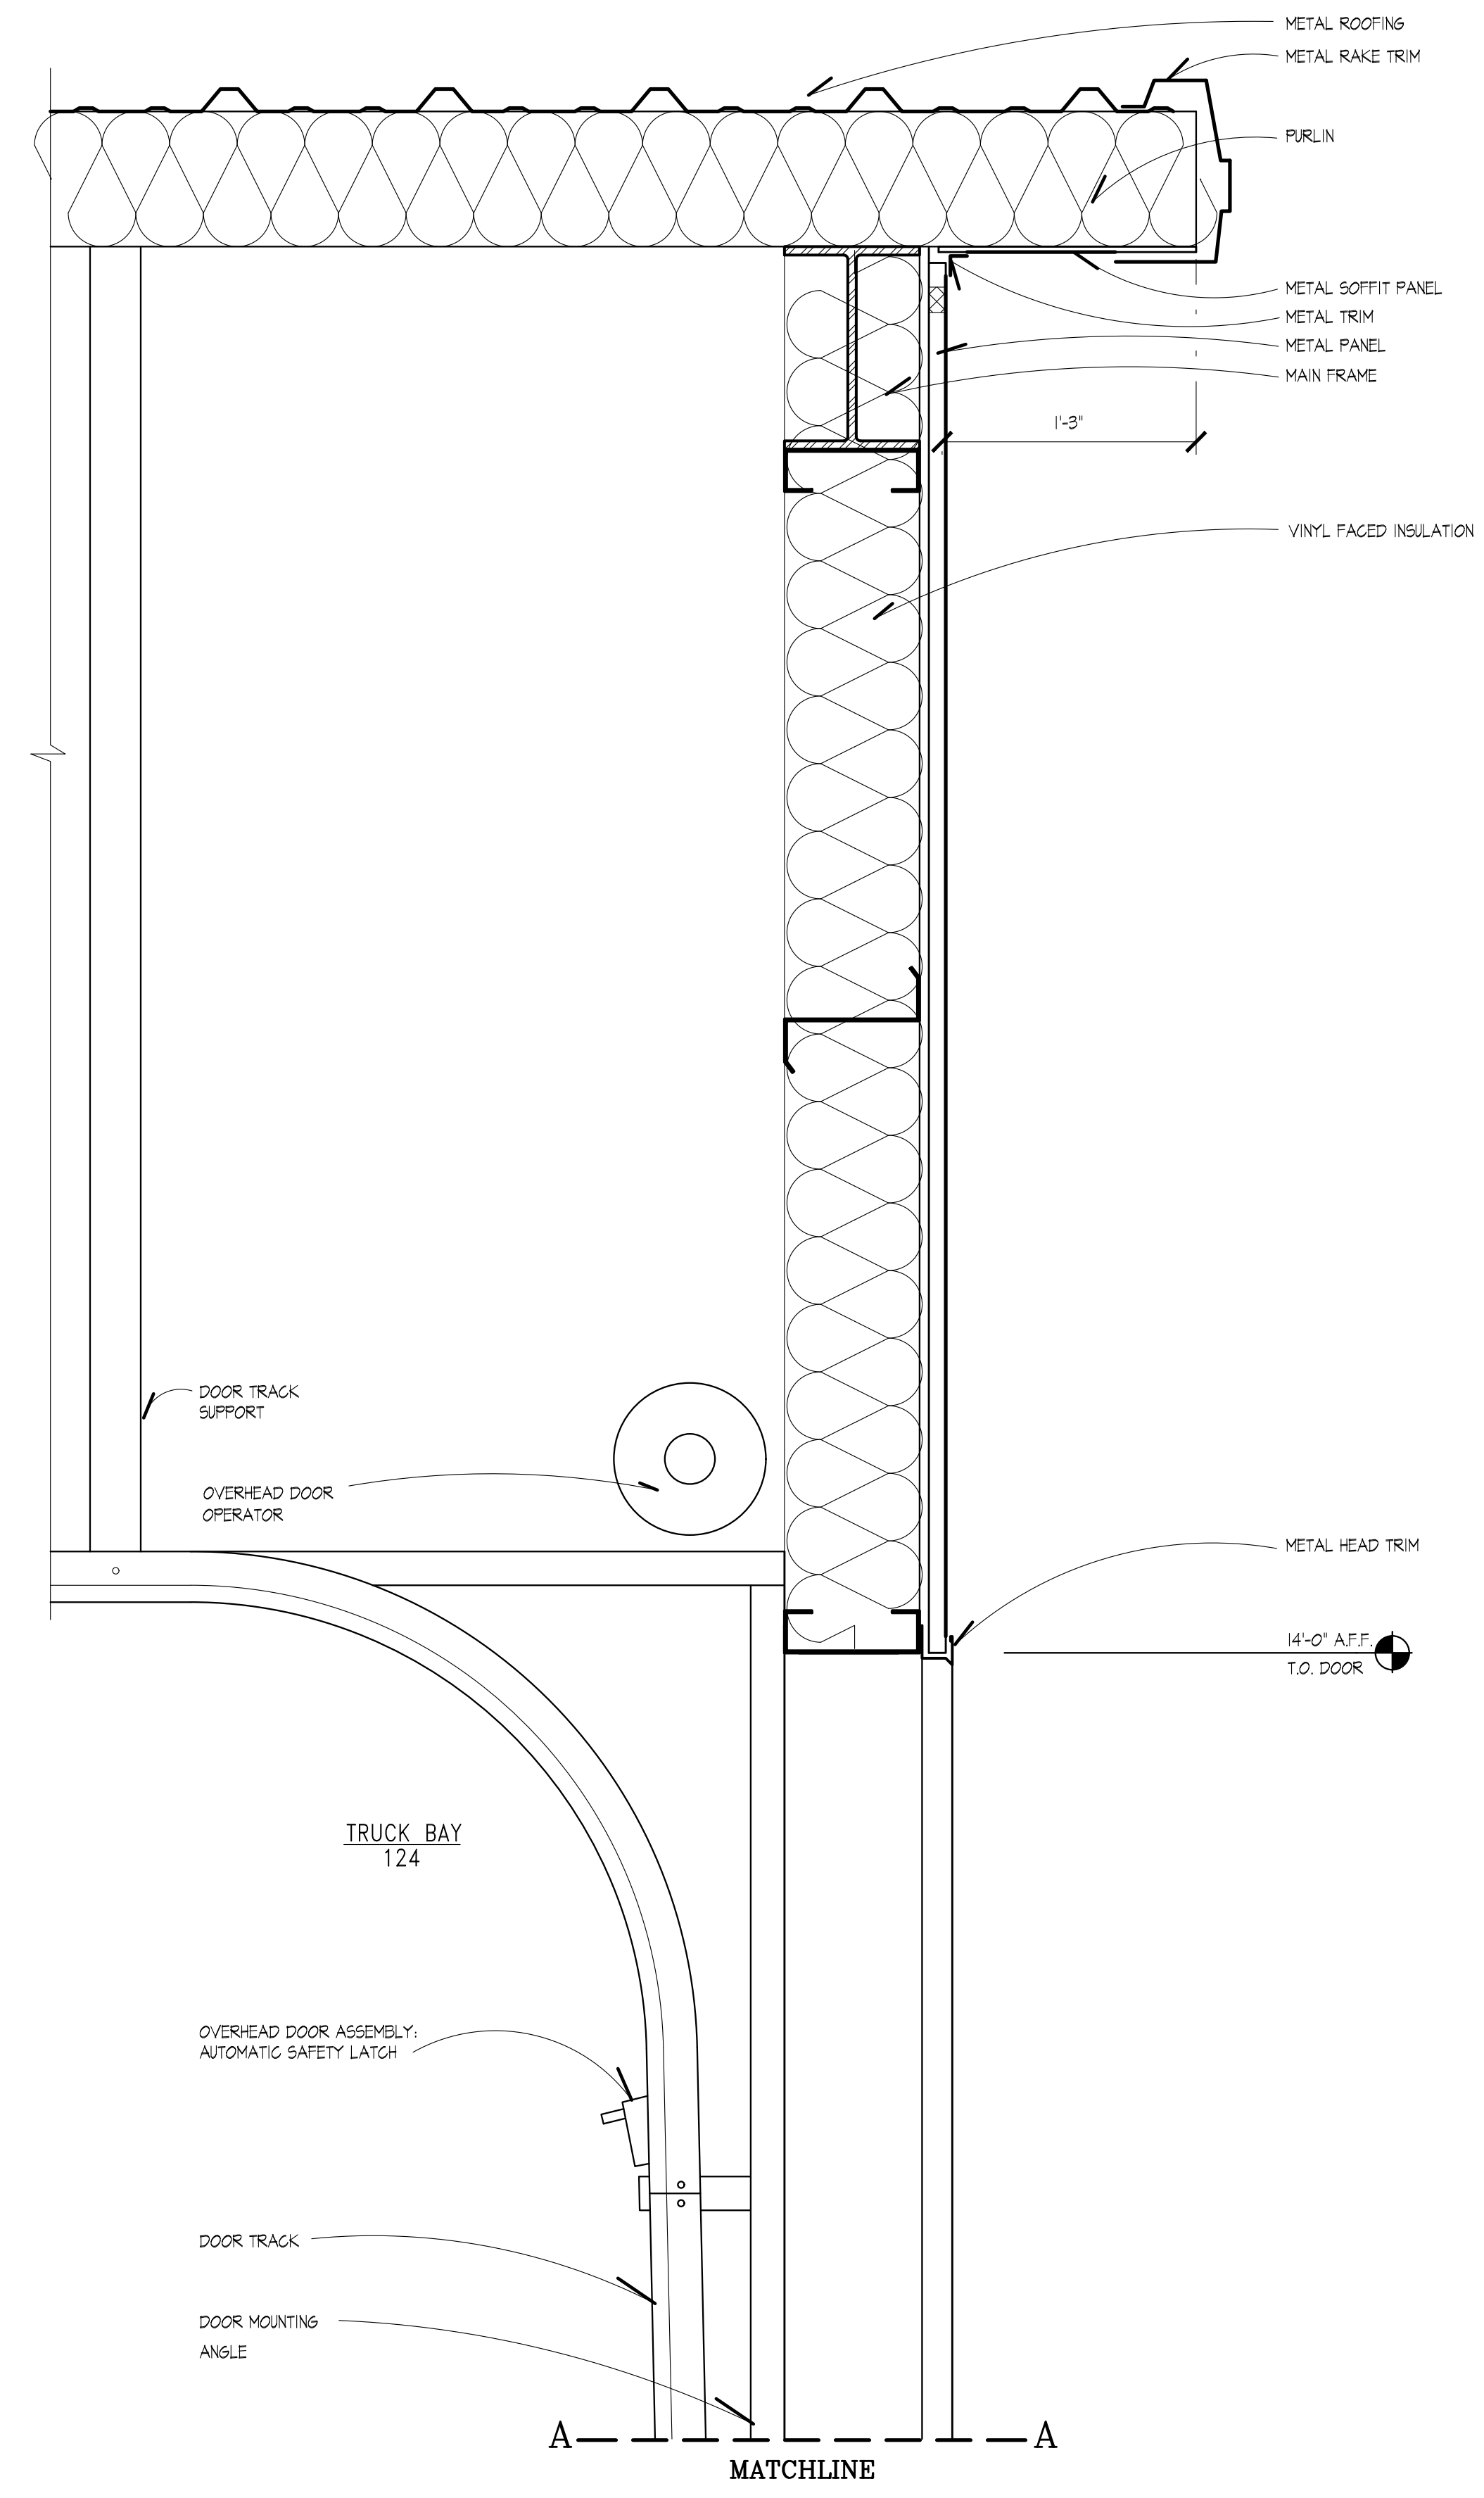 METAL ROOFING
METAL RAKE TRIM
PURLIN
METAL SOFFIT PANEL
METAL TRIM
METAL PANEL
MAIN FRAME
1'-3"
VINYL FACED INSULATION
DOOR TRACK
SUPPORT
OVERHEAD DOOR
OPERATOR
METAL HEAD TRIM
14'-0" A.F.F.
T.O. DOOR
TRUCK BAY
124
OVERHEAD DOOR ASSEMBLY:
AUTOMATIC SAFETY LATCH
DOOR TRACK
DOOR MOUNTING
ANGLE
A A
MATCHLINE